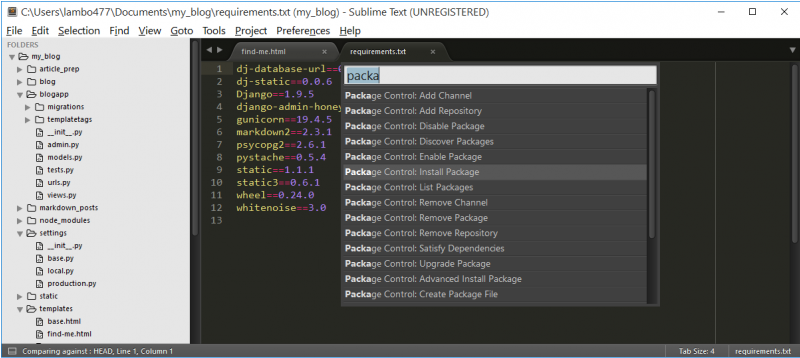 C:\Users\lambo477\Documents\my_blog\requirements.txt (my_blog) - Sublime Text (UNREGISTERED)
File Edit Selection Find View Goto Tools Project Preferences Help
FOLDERS
my_blog
article_prep
blog
blogapp
migrations
templatetags
__init__.py
admin.py
models.py
tests.py
urls.py
views.py
markdown_posts
node_modules
settings
__init__.py
base.py
local.py
production.py
static
templates
base.html
find-me.html
find-me.html × requirements.txt ×
1 dj-database-url==
2 dj-static==0.0.6
3 Django==1.9.5
4 django-admin-hone
5 gunicorn==19.4.5
6 markdown2==2.3.1
7 psycopg2==2.6.1
8 pystache==0.5.4
9 static==1.1.1
10 static3==0.6.1
11 wheel==0.24.0
12 whitenoise==3.0
13
packa
Package Control: Add Channel
Package Control: Add Repository
Package Control: Disable Package
Package Control: Discover Packages
Package Control: Enable Package
Package Control: Install Package
Package Control: List Packages
Package Control: Remove Channel
Package Control: Remove Package
Package Control: Remove Repository
Package Control: Satisfy Dependencies
Package Control: Upgrade Package
Package Control: Advanced Install Package
Package Control: Create Package File
Comparing against : HEAD, Line 1, Column 1
Tab Size: 4
requirements.txt